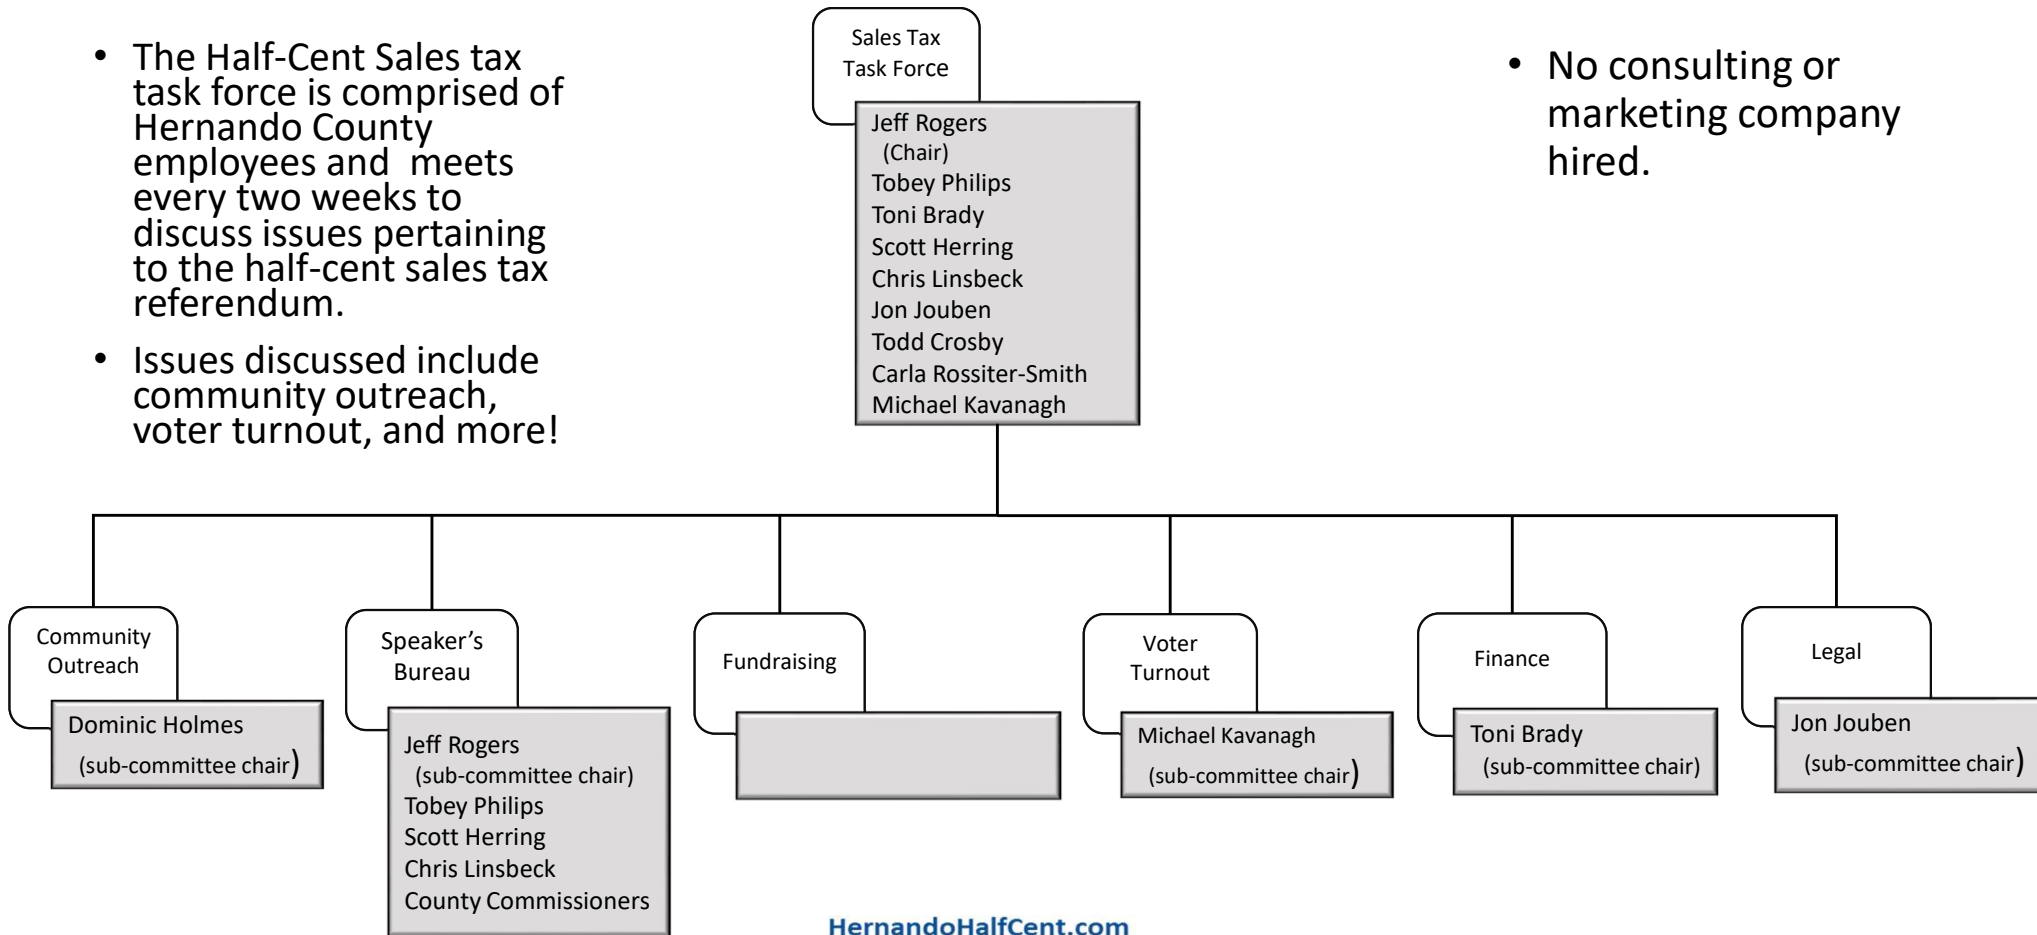 • The Half-Cent Sales tax
task force is comprised of
Hernando County
employees and  meets
every two weeks to
discuss issues pertaining
to the half-cent sales tax
referendum.
• Issues discussed include
community outreach,
voter turnout, and more!
Sales Tax
Task Force
Jeff Rogers
(Chair)
Tobey Philips
Toni Brady
Scott Herring
Chris Linsbeck
Jon Jouben
Todd Crosby
Carla Rossiter-Smith
Michael Kavanagh
• No consulting or
marketing company
hired.
Community
Outreach
Dominic Holmes
(sub-committee chair)
Speaker’s
Bureau
Jeff Rogers
(sub-committee chair)
Tobey Philips
Scott Herring
Chris Linsbeck
County Commissioners
Fundraising
Voter
Turnout
Michael Kavanagh
(sub-committee chair)
Finance
Toni Brady
(sub-committee chair)
Legal
Jon Jouben
(sub-committee chair)
HernandoHalfCent.com